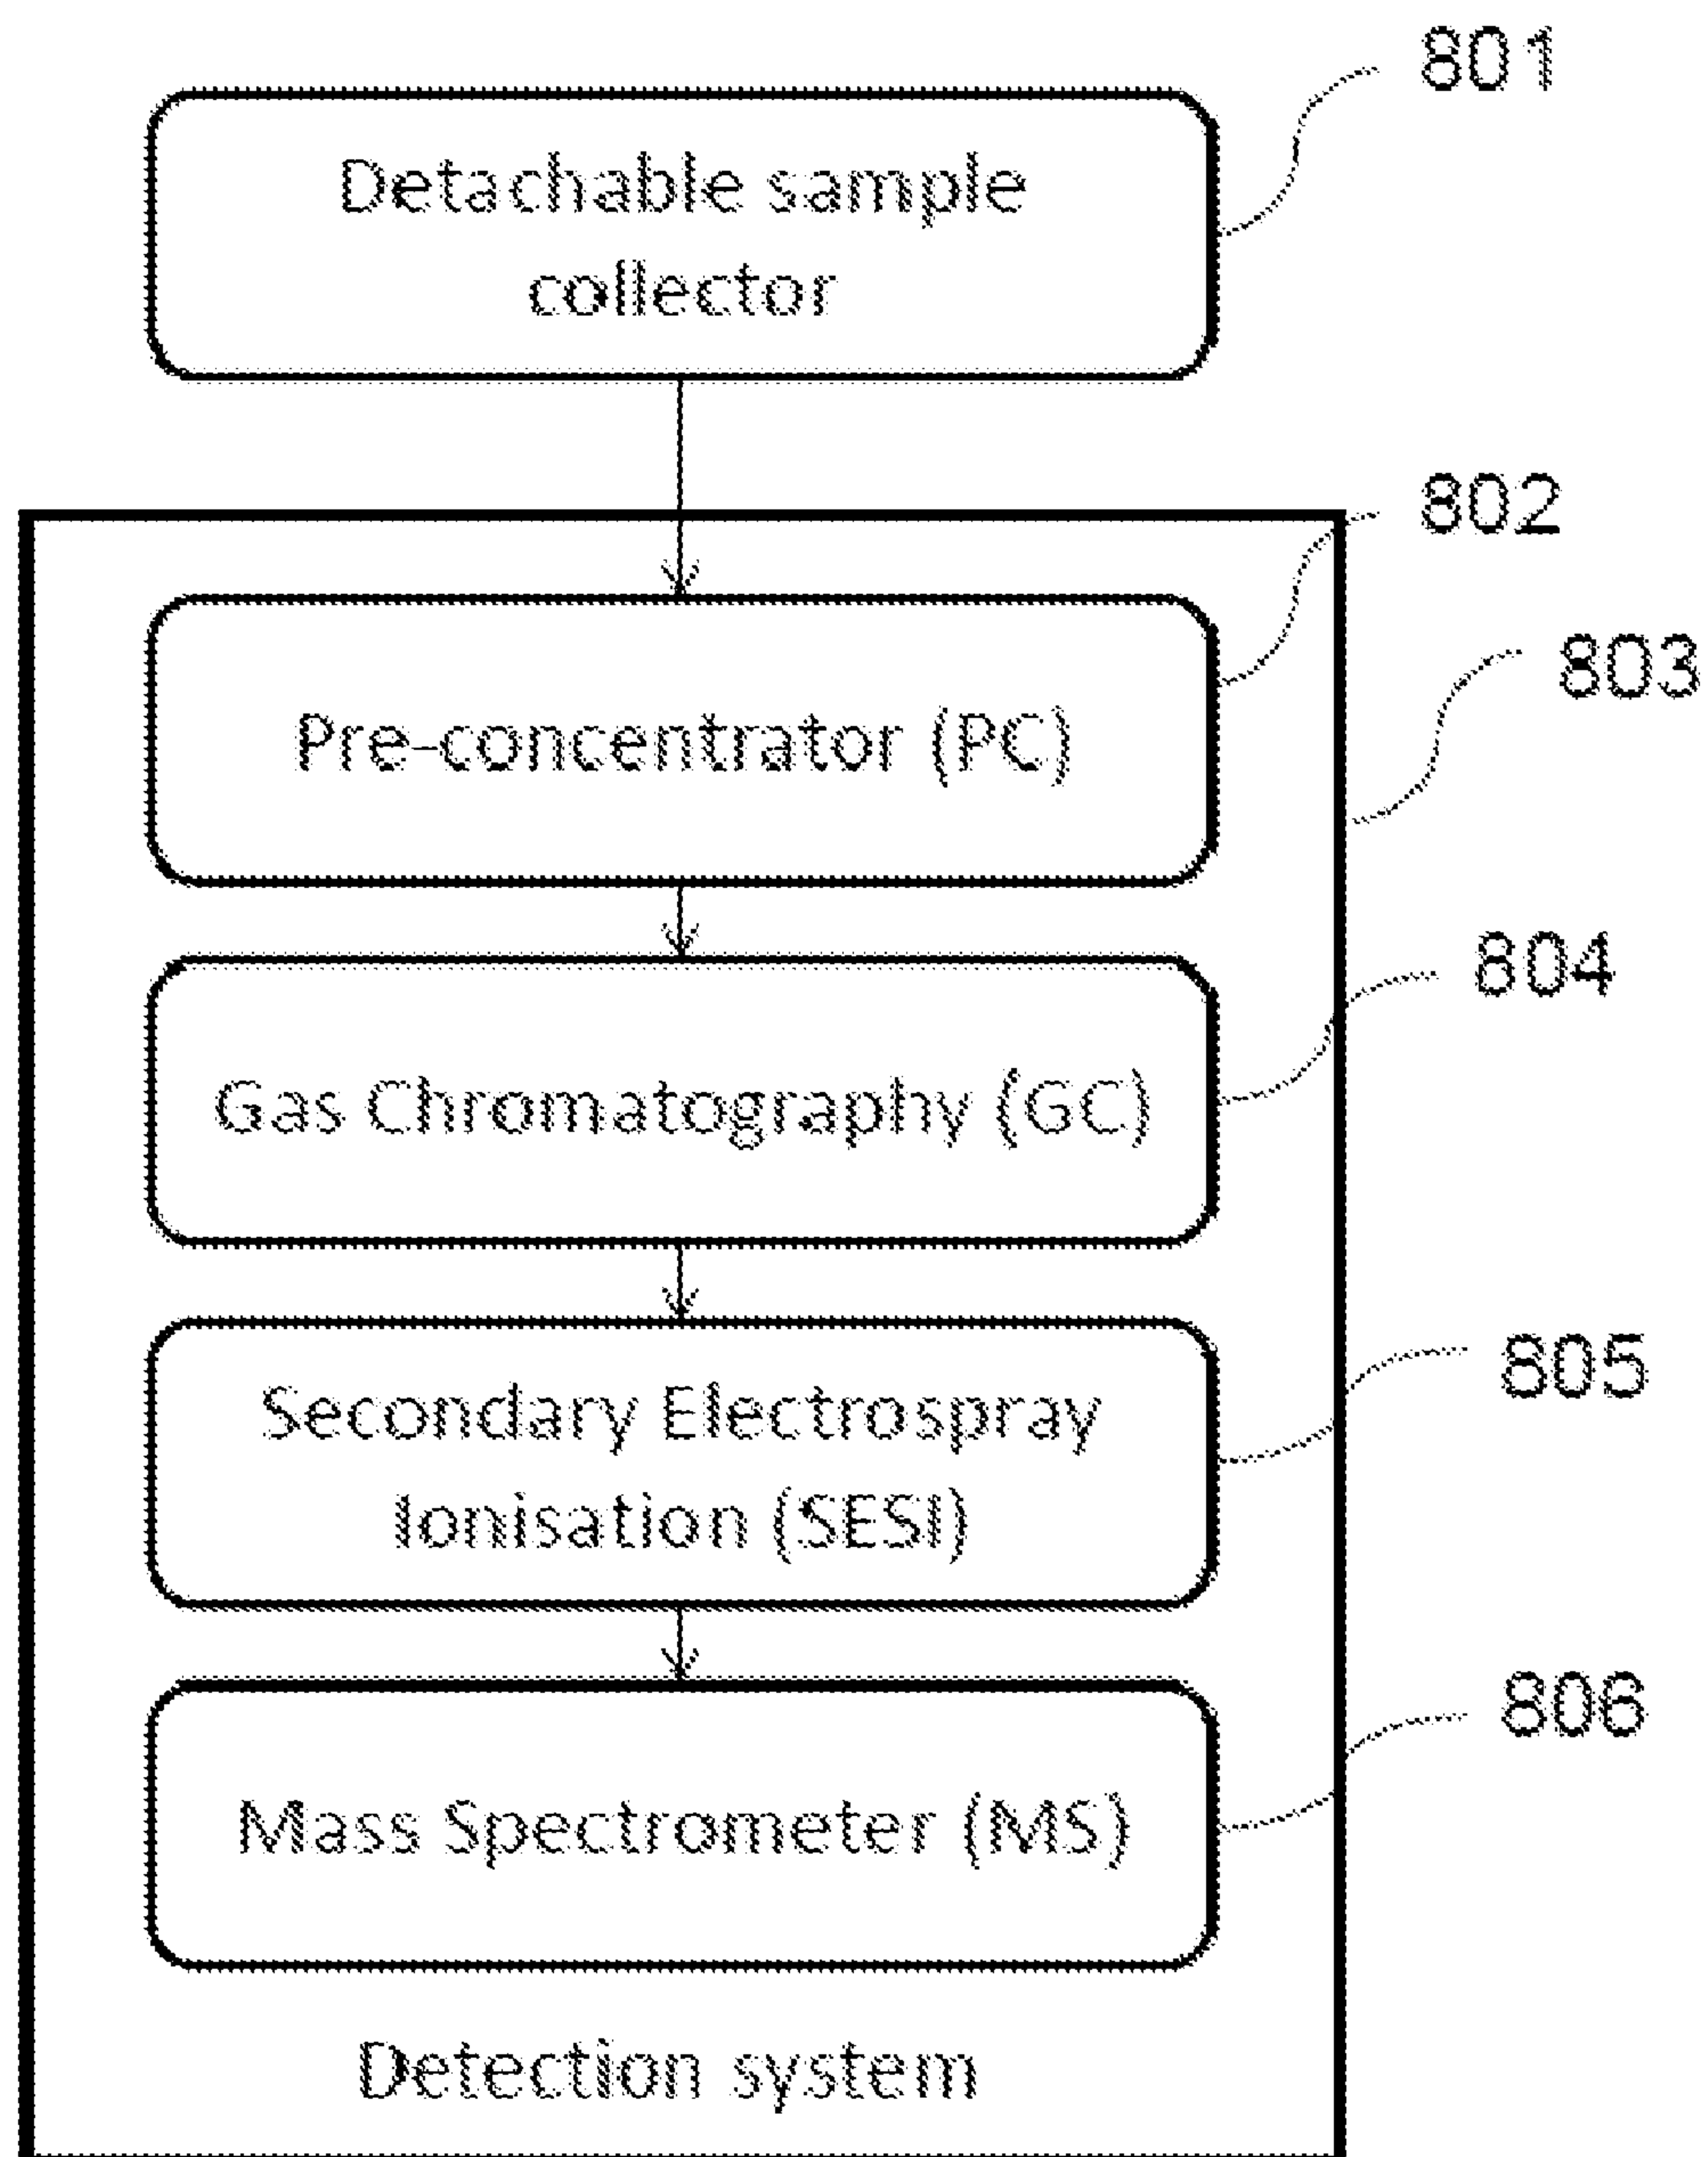 801
Detachable sample
collector
802
803
Pre-concentrator (PC)
804
Gas Chromatography (GC)
805
Secondary Electrospray
Ionisation (SESI)
806
Mass Spectrometer (MS)
Detection system